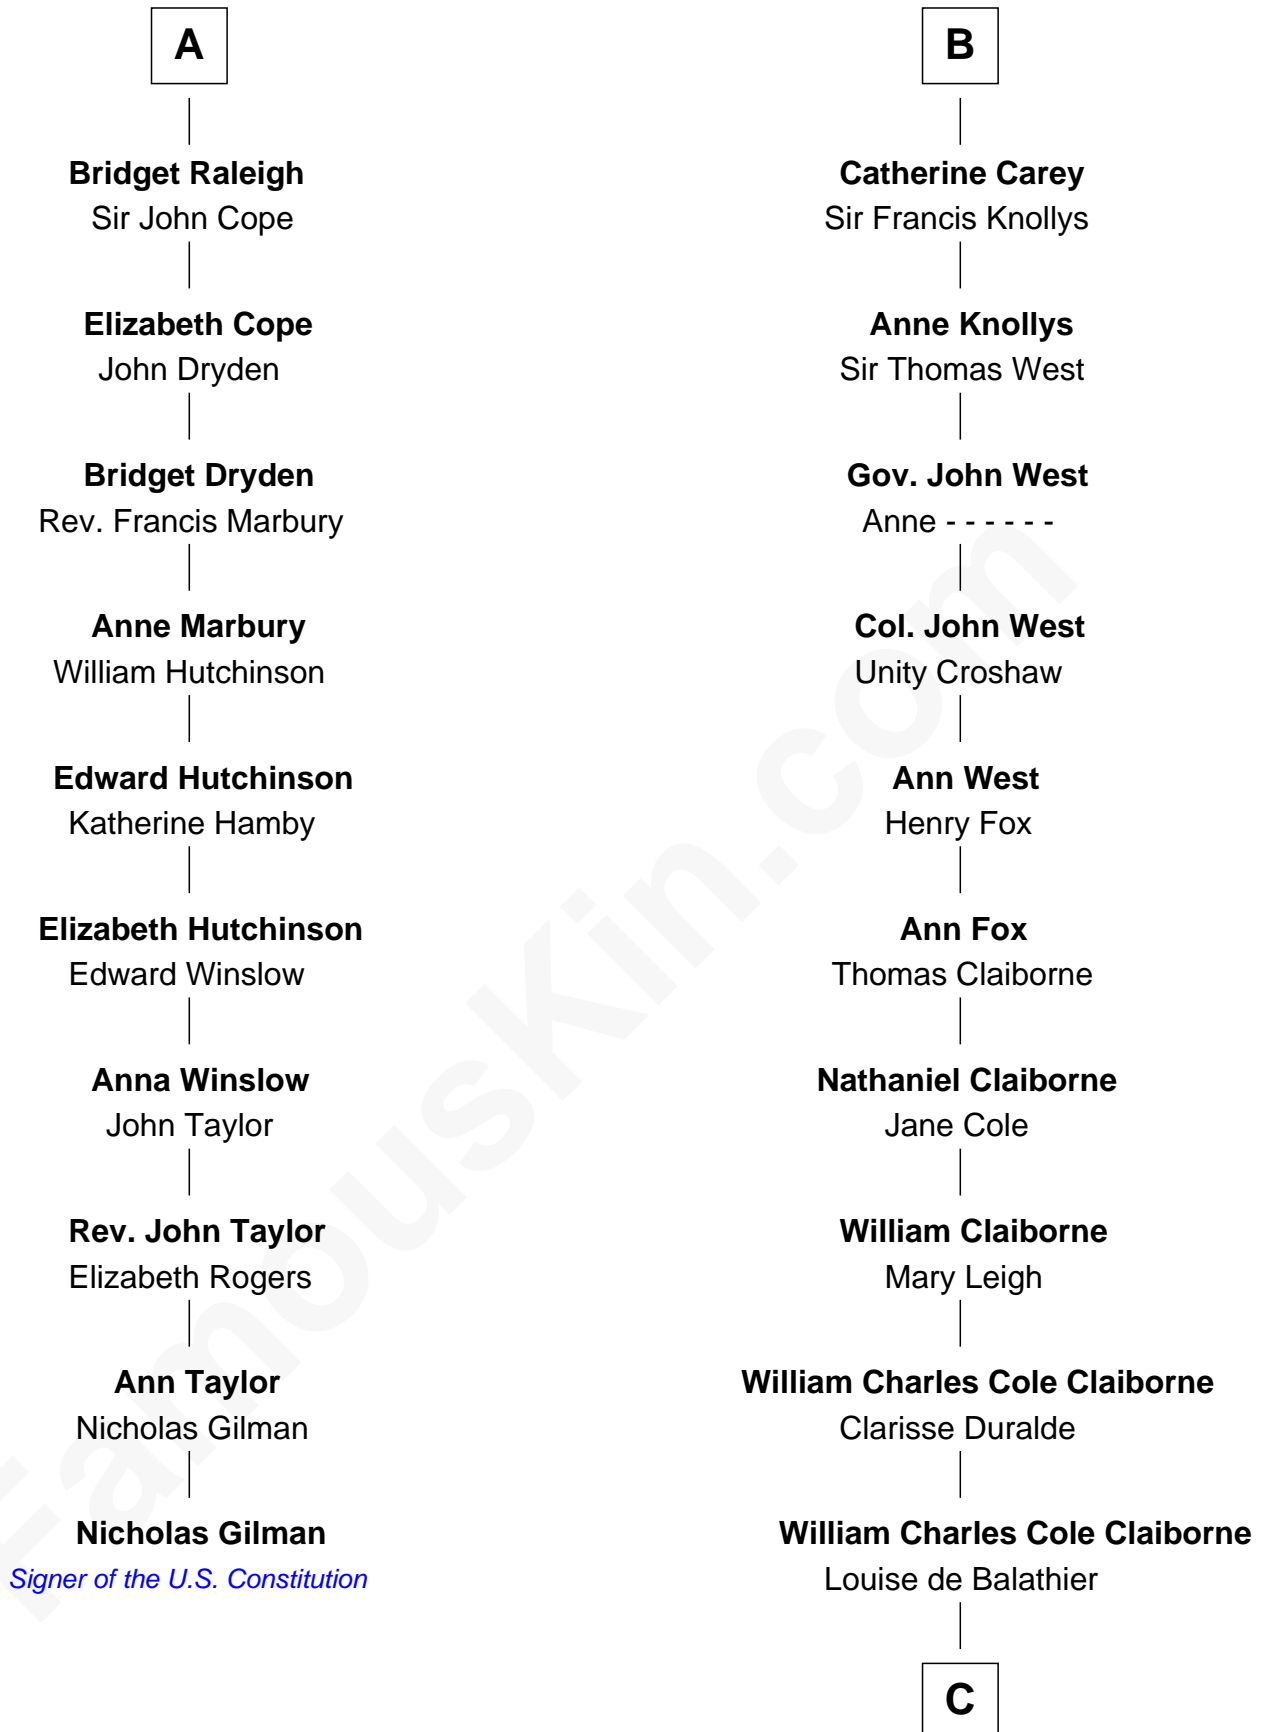 A
Bridget Raleigh
Sir John Cope
Elizabeth Cope
John Dryden
Bridget Dryden
Rev. Francis Marbury
Anne Marbury
William Hutchinson
Edward Hutchinson
Katherine Hamby
Elizabeth Hutchinson
Edward Winslow
Anna Winslow
John Taylor
Rev. John Taylor
Elizabeth Rogers
Ann Taylor
Nicholas Gilman
Nicholas Gilman
Signer of the U.S. Constitution
B
Catherine Carey
Sir Francis Knollys
Anne Knollys
Sir Thomas West
Gov. John West
Anne - - - - - -
Col. John West
Unity Croshaw
Ann West
Henry Fox
Ann Fox
Thomas Claiborne
Nathaniel Claiborne
Jane Cole
William Claiborne
Mary Leigh
William Charles Cole Claiborne
Clarisse Duralde
William Charles Cole Claiborne
Louise de Balathier
C
FamousKin.com